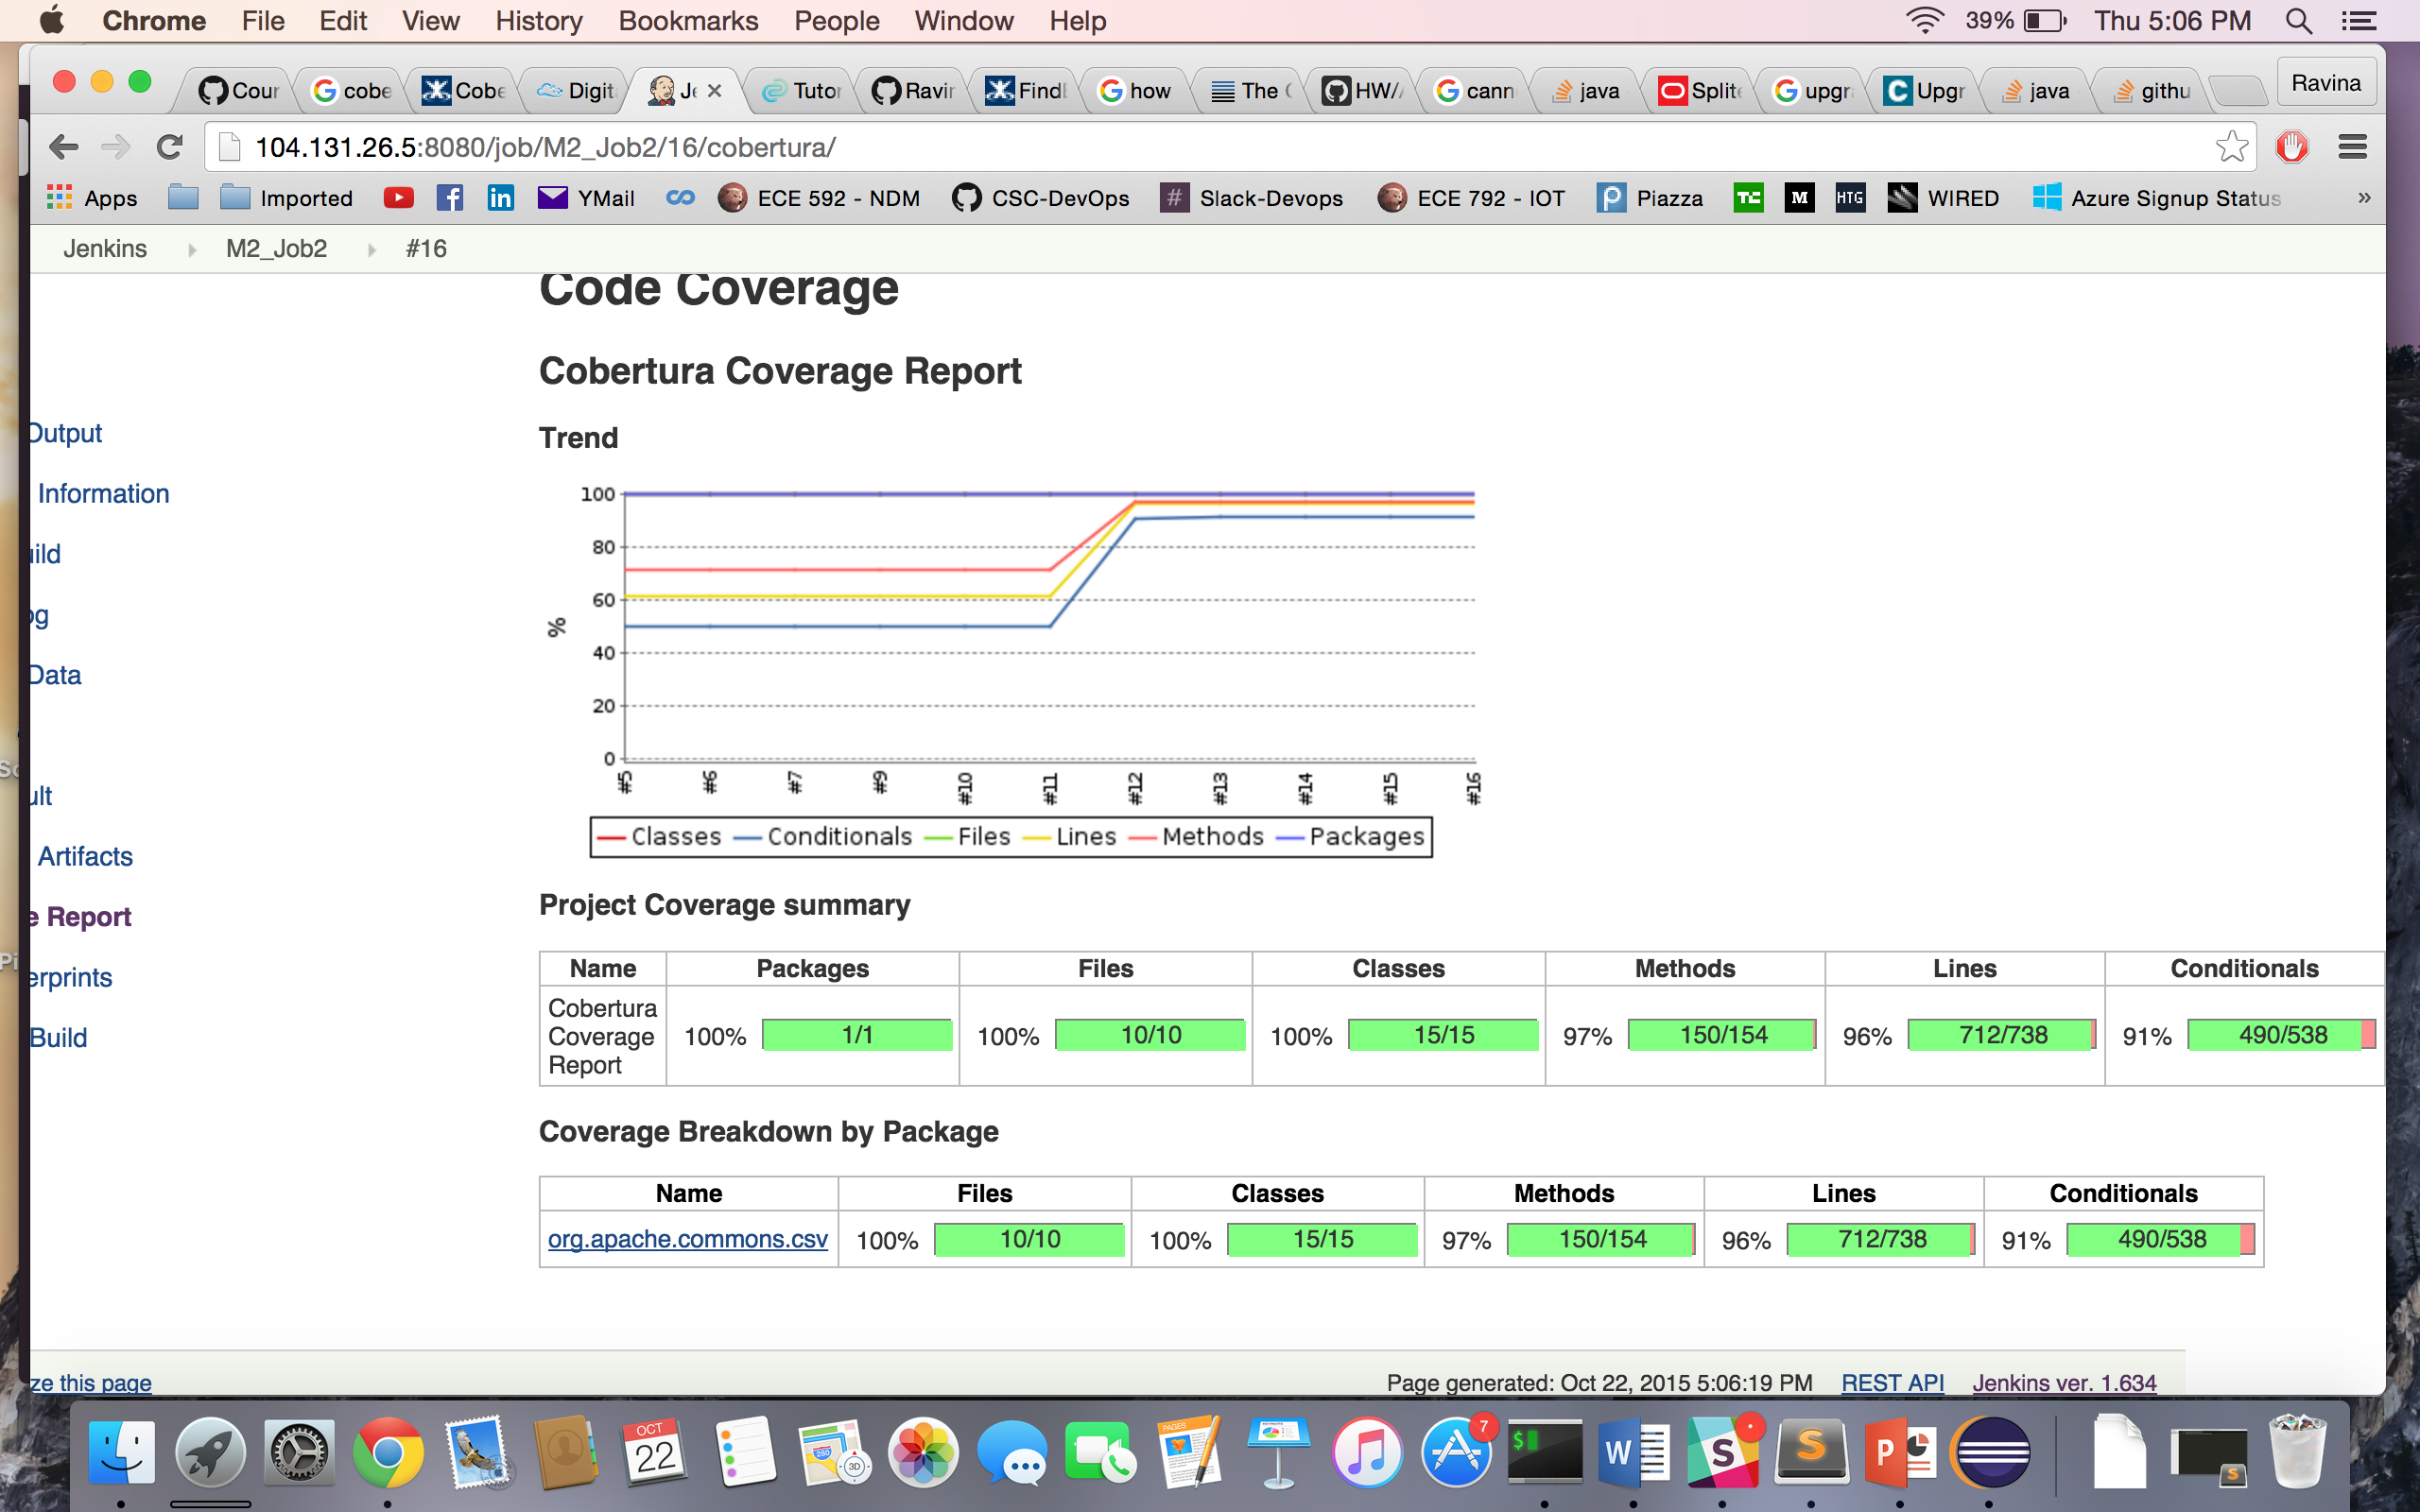 Chrome File Edit View History Bookmarks People Window Help 39% Thu 5:06 PM
Cour cobe Cobe Digit Je Tutor Ravir Find how The HW/ cann java Splite upgr Upgr java githu Ravina
104.131.26.5:8080/job/M2_Job2/16/cobertura/
Apps Imported YMail ECE 592 - NDM CSC-DevOps # Slack-Devops ECE 792 - IOT Piazza TC M HTG WIRED Azure Signup Status »
Jenkins M2_Job2 #16
Code Coverage
Cobertura Coverage Report
Output
Trend
Information
ild
og
Data
ult
Artifacts
e Report
erprints
Build
100
80
60
40
20
0
%
#5 #6 #7 #9 #10 #11 #12 #13 #14 #15 #16
Classes Conditionals Files Lines Methods Packages
Project Coverage summary
Name Packages Files Classes Methods Lines Conditionals
Cobertura Coverage Report 100% 1/1 100% 10/10 100% 15/15 97% 150/154 96% 712/738 91% 490/538
Coverage Breakdown by Package
Name Files Classes Methods Lines Conditionals
org.apache.commons.csv 100% 10/10 100% 15/15 97% 150/154 96% 712/738 91% 490/538
ze this page Page generated: Oct 22, 2015 5:06:19 PM REST API Jenkins ver. 1.634
OCT
22
PAGES
280
3D
7
$
W
S
S
P
S